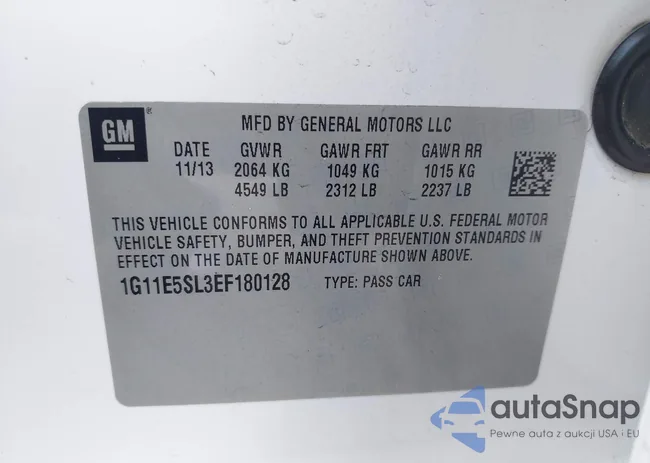 GM
MFD BY GENERAL MOTORS LLC
DATE GVWR GAWR FRT GAWR RR
11/13 2064 KG 1049 KG 1015 KG
4549 LB 2312 LB 2237 LB
THIS VEHICLE CONFORMS TO ALL APPLICABLE U.S. FEDERAL MOTOR
VEHICLE SAFETY, BUMPER, AND THEFT PREVENTION STANDARDS IN
EFFECT ON THE DATE OF MANUFACTURE SHOWN ABOVE.
1G11E5SL3EF180128 TYPE: PASS CAR
autoSnap
Pewne auta z aukcji USA i EU